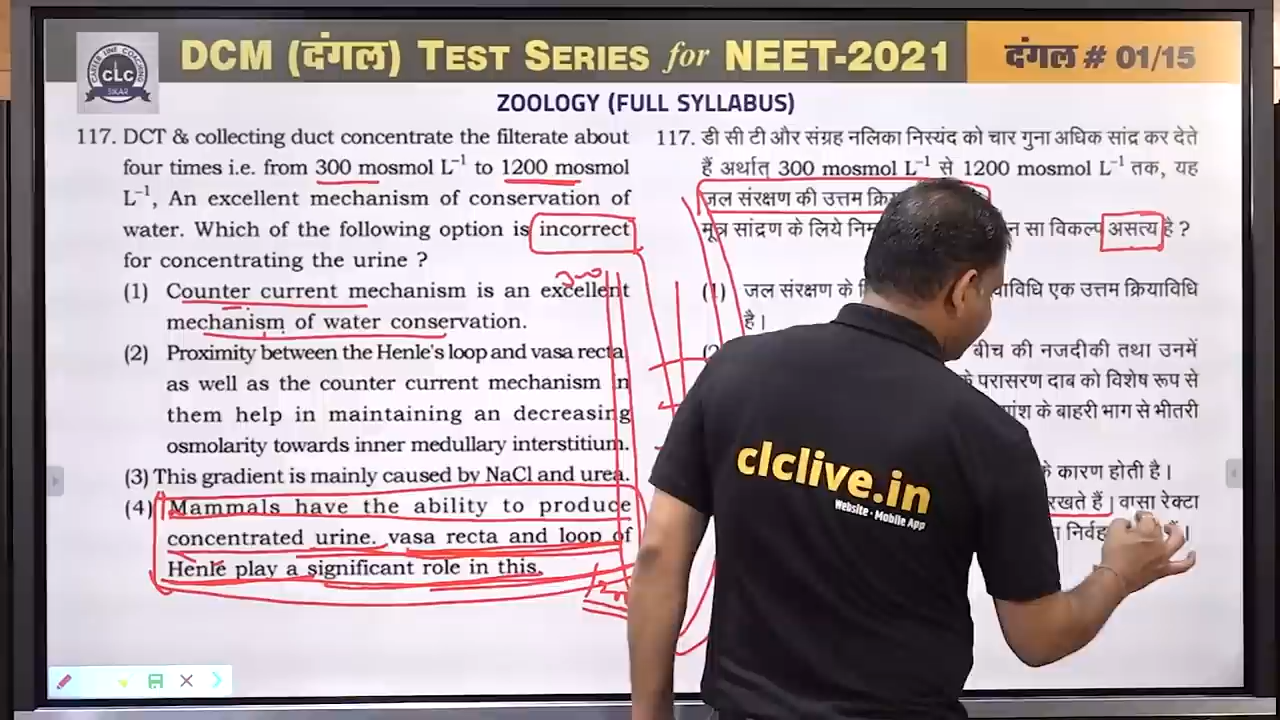 DCM (दंगल) TEST SERIES for NEET-2021
दंगल # 01/15
CLC
SIKAR
ZOOLOGY (FULL SYLLABUS)
117. DCT & collecting duct concentrate the filterate about
four times i.e. from 300 mosmol L⁻¹ to 1200 mosmol
L⁻¹, An excellent mechanism of conservation of
water. Which of the following option is incorrect
for concentrating the urine ?
(1) Counter current mechanism is an excellent
mechanism of water conservation.
(2) Proximity between the Henle's loop and vasa recta
as well as the counter current mechanism in
them help in maintaining an decreasing
osmolarity towards inner medullary interstitium.
(3) This gradient is mainly caused by NaCl and urea.
(4) Mammals have the ability to produce
concentrated urine. vasa recta and loop of
Henle play a significant role in this.
300
117. डी सी टी और संग्रह नलिका निस्यंद को चार गुना अधिक सांद्र कर देते
हैं अर्थात् 300 mosmol L⁻¹ से 1200 mosmol L⁻¹ तक, यह
जल संरक्षण की उत्तम
मूत्र सांद्रण के लिये सा विकल्प असत्य है ?
(1) जल संरक्षण के एक उत्तम क्रियाविधि
है।
बीच की नजदीकी तथा उनमें
परासरण दाब को विशेष रूप से
के बाहरी भाग से भीतरी
कारण होती है।
रखते हैं। वासा रेक्टा
clclive.in
Website · Mobile App